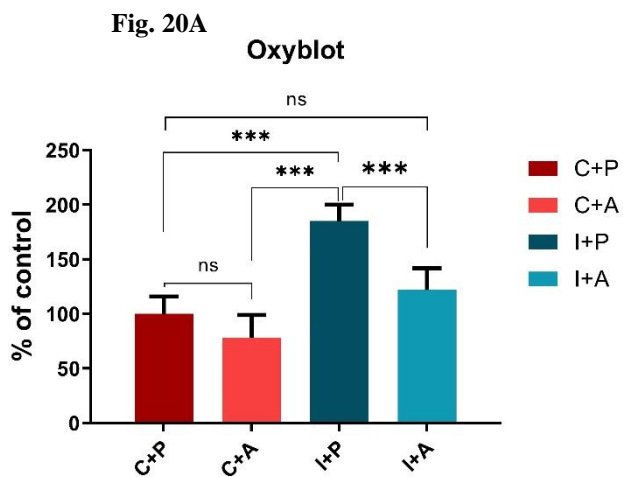 Fig. 20A
Oxyblot
ns
***
*** ***
ns
% of control
250
200
150
100
50
0
C+P
C+A
I+P
I+A
C+P
C+A
I+P
I+A